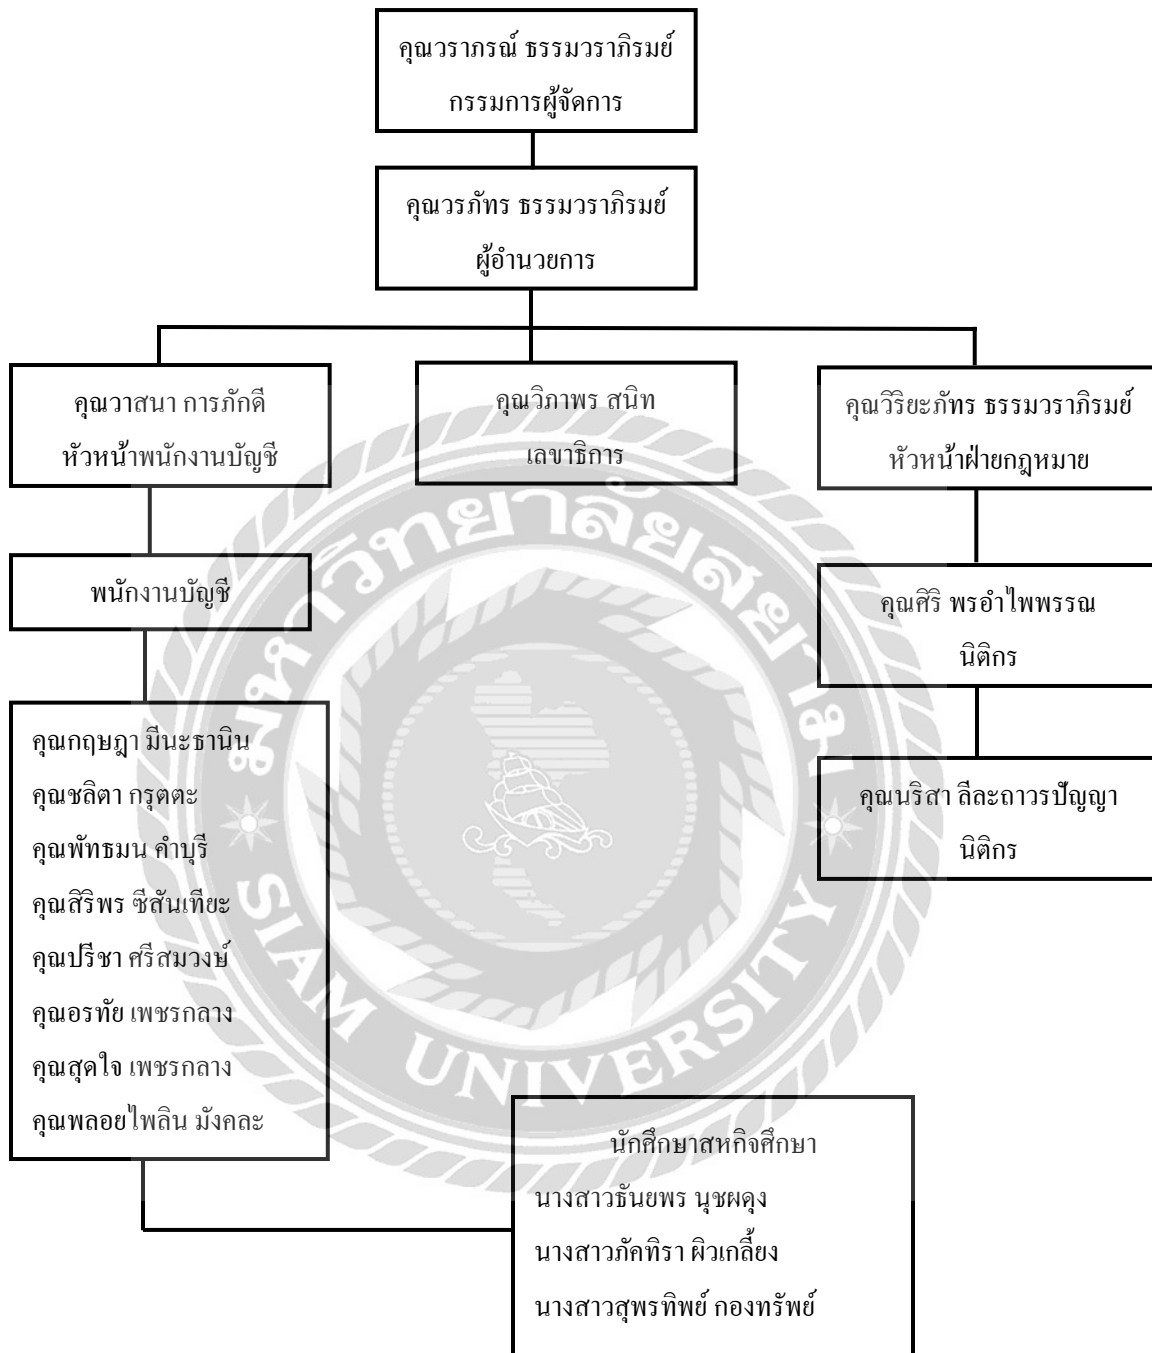 คุณวราภรณ์ ธรรมวราภิรมย์
กรรมการผู้จัดการ
คุณวรภัทร ธรรมวราภิรมย์
ผู้อำนวยการ
คุณวาสนา การภักดี
หัวหน้าพนักงานบัญชี
คุณวิภาพร สนิท
เลขาธิการ
คุณวิริยะภัทร ธรรมวราภิรมย์
หัวหน้าฝ่ายกฎหมาย
พนักงานบัญชี
คุณศิริ พรอำไพพรรณ
นิติกร
คุณนริสา ลีละถาวรปัญญา
นิติกร
คุณกฤษฎา มีนะธานิน
คุณชลิตา กรุตตะ
คุณพัทธมน คำบุรี
คุณสิริพร ซีสันเทียะ
คุณปรีชา ศรีสมวงษ์
คุณอรทัย เพชรกลาง
คุณสุดใจ เพชรกลาง
คุณพลอยไพลิน มังคละ
นักศึกษาสหกิจศึกษา
นางสาวธันยพร นุชผดุง
นางสาวภัคทิรา ผิวเกลี้ยง
นางสาวสุพรทิพย์ กองทรัพย์
มหาวิทยาลัยสยาม
SIAM UNIVERSITY